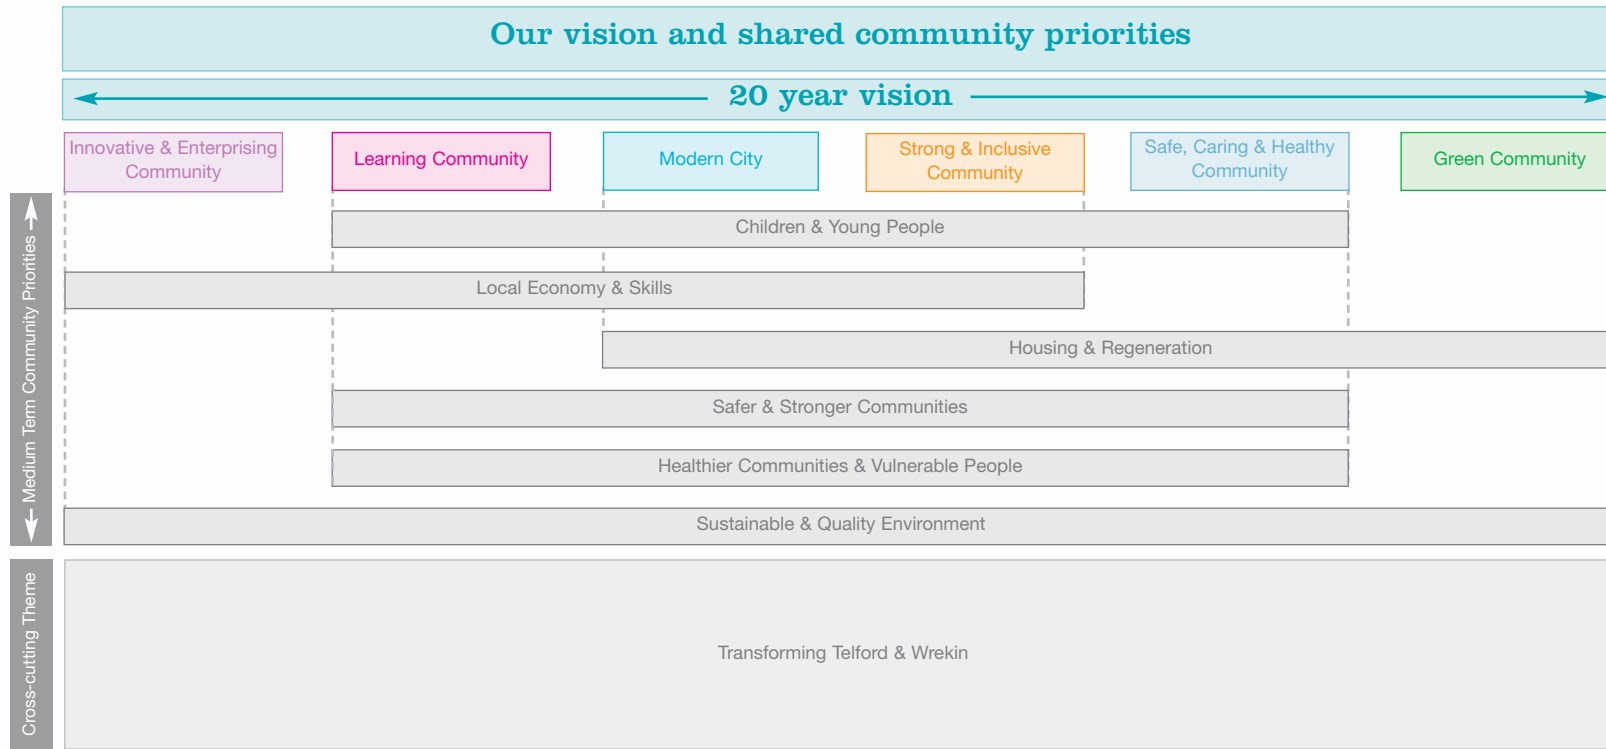 Our vision and shared community priorities
20 year vision
Innovative & Enterprising
Community
Learning Community
Modern City
Strong & Inclusive
Community
Safe, Caring & Healthy
Community
Green Community
Medium Term Community Priorities
Children & Young People
Local Economy & Skills
Housing & Regeneration
Safer & Stronger Communities
Healthier Communities & Vulnerable People
Sustainable & Quality Environment
Cross-cutting Theme
Transforming Telford & Wrekin